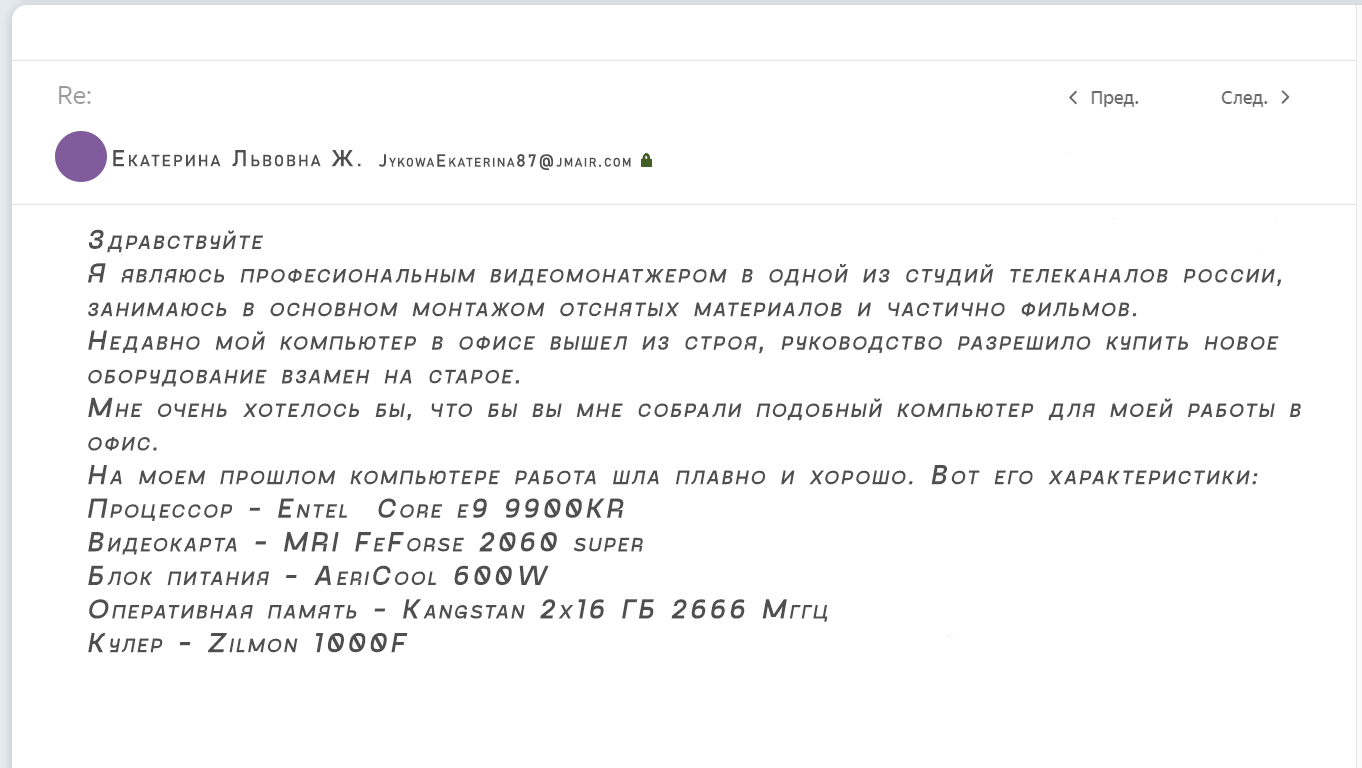 Re:
Пред.
След.
Екатерина Львовна Ж. JykowaEkaterina87@jmair.com
Здравствуйте
Я являюсь професиональным видеомонатжером в одной из студий телеканалов россии,
занимаюсь в основном монтажом отснятых материалов и частично фильмов.
Недавно мой компьютер в офисе вышел из строя, руководство разрешило купить новое
оборудование взамен на старое.
Мне очень хотелось бы, что бы вы мне собрали подобный компьютер для моей работы в
офис.
На моем прошлом компьютере работа шла плавно и хорошо. Вот его характеристики:
Процессор - Entel Core e9 9900KR
Видеокарта - MRI FeForse 2060 super
Блок питания - AeriCool 600W
Оперативная память - Kangstan 2x16 ГБ 2666 Мггц
Кулер - Zilmon 1000F